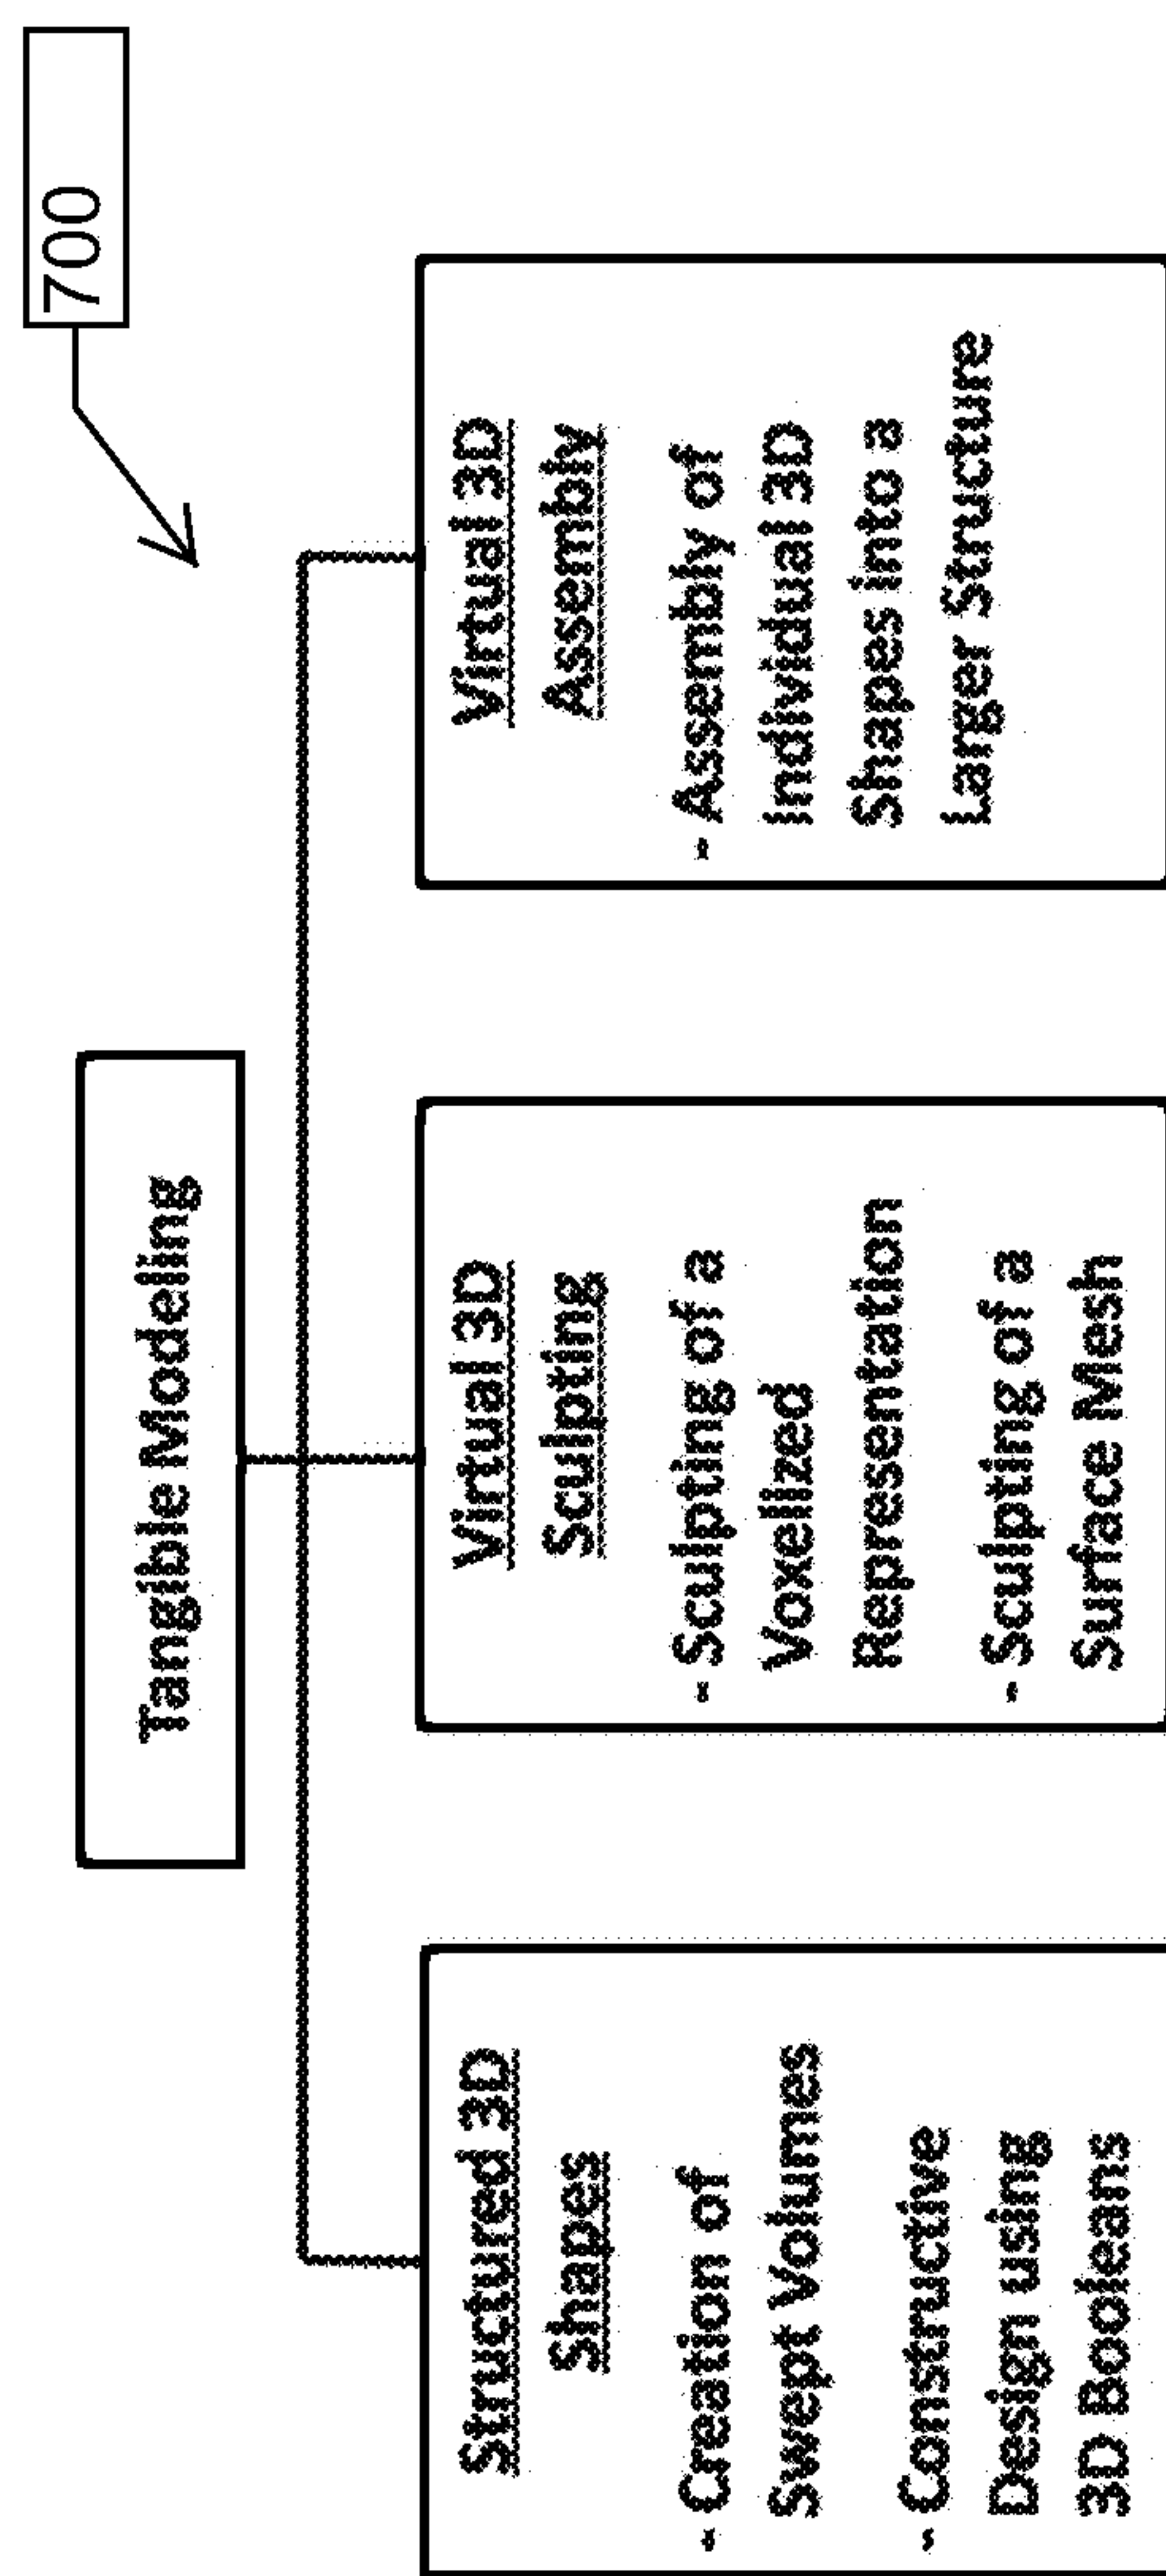 700
Tangible Modeling
Structured 3D
Shapes
- Creation of
Swept Volumes
- Constructive
Design using
3D Booleans
Virtual 3D
Sculpting
- Sculpting of a
Voxelized
Representation
- Sculpting of a
Surface Mesh
Virtual 3D
Assembly
- Assembly of
Individual 3D
Shapes into a
Larger Structure